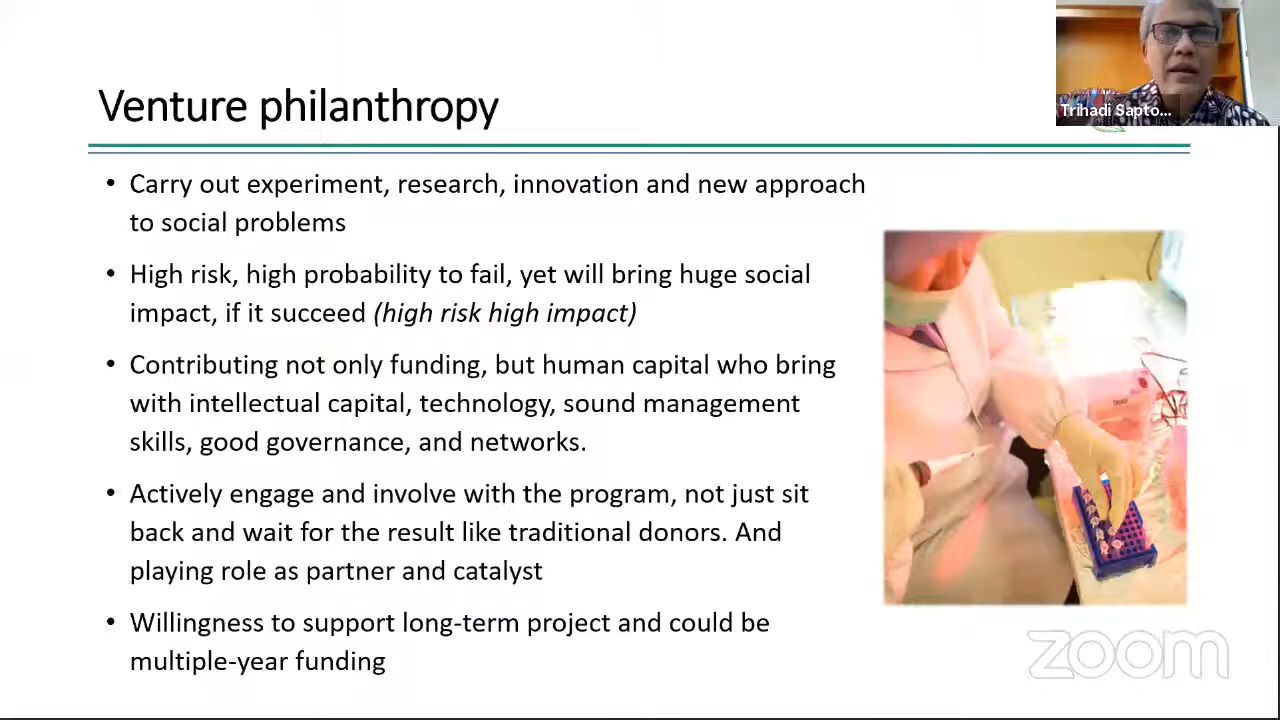 Venture philanthropy
Trihadi Sapto...
• Carry out experiment, research, innovation and new approach
to social problems
• High risk, high probability to fail, yet will bring huge social
impact, if it succeed (high risk high impact)
• Contributing not only funding, but human capital who bring
with intellectual capital, technology, sound management
skills, good governance, and networks.
• Actively engage and involve with the program, not just sit
back and wait for the result like traditional donors. And
playing role as partner and catalyst
• Willingness to support long-term project and could be
multiple-year funding
zoom